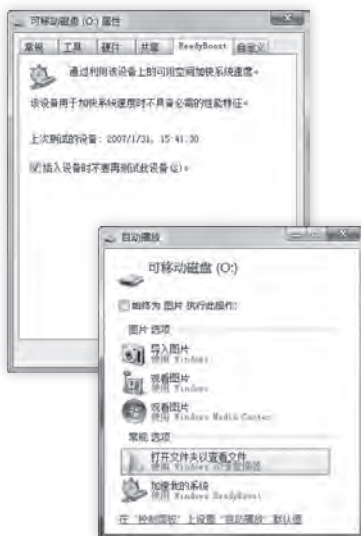 可移动磁盘 (O:) 属性
常规 工具 硬件 共享 ReadyBoost 自定义
通过利用该设备上的可用空间加快系统速度。
该设备用于加快系统速度时不具备必需的性能特征。
上次测试的设备: 2007/1/31, 15:41:30
插入设备时不要再测试此设备(E)。
自动播放
可移动磁盘 (O:)
始终为 图片 执行此操作:
图片 选项
导入图片
使用 Windows
观看图片
使用 Windows
观看图片
使用 Windows Media Center
常规 选项
打开文件夹以查看文件
使用 Windows
加速我的系统
使用 Windows ReadyBoost
在“控制面板”上设置“自动播放”默认值